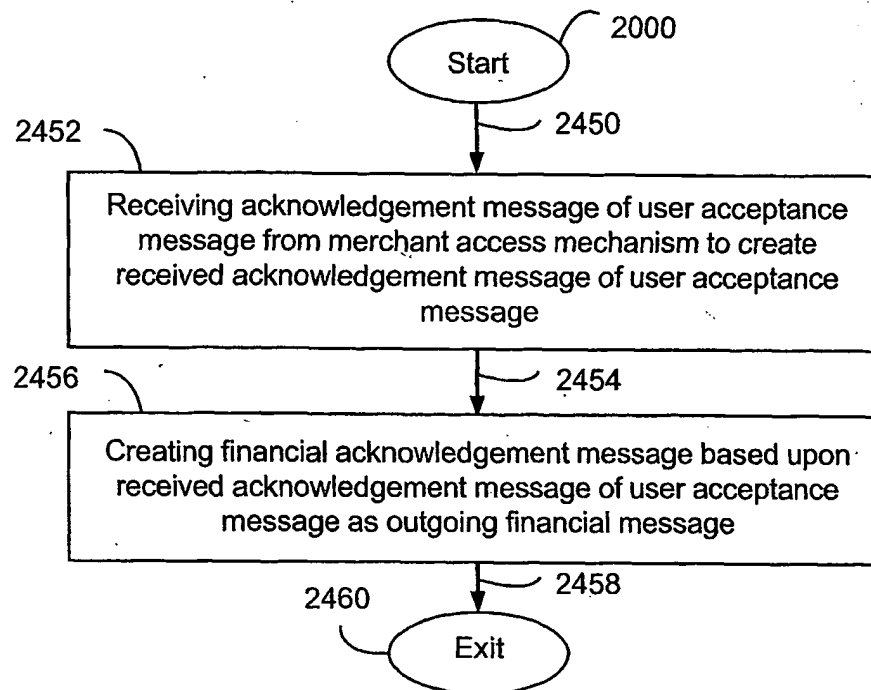 2000
Start
2450
2452
Receiving acknowledgement message of user acceptance
message from merchant access mechanism to create
received acknowledgement message of user acceptance
message
2454
2456
Creating financial acknowledgement message based upon
received acknowledgement message of user acceptance
message as outgoing financial message
2458
2460
Exit